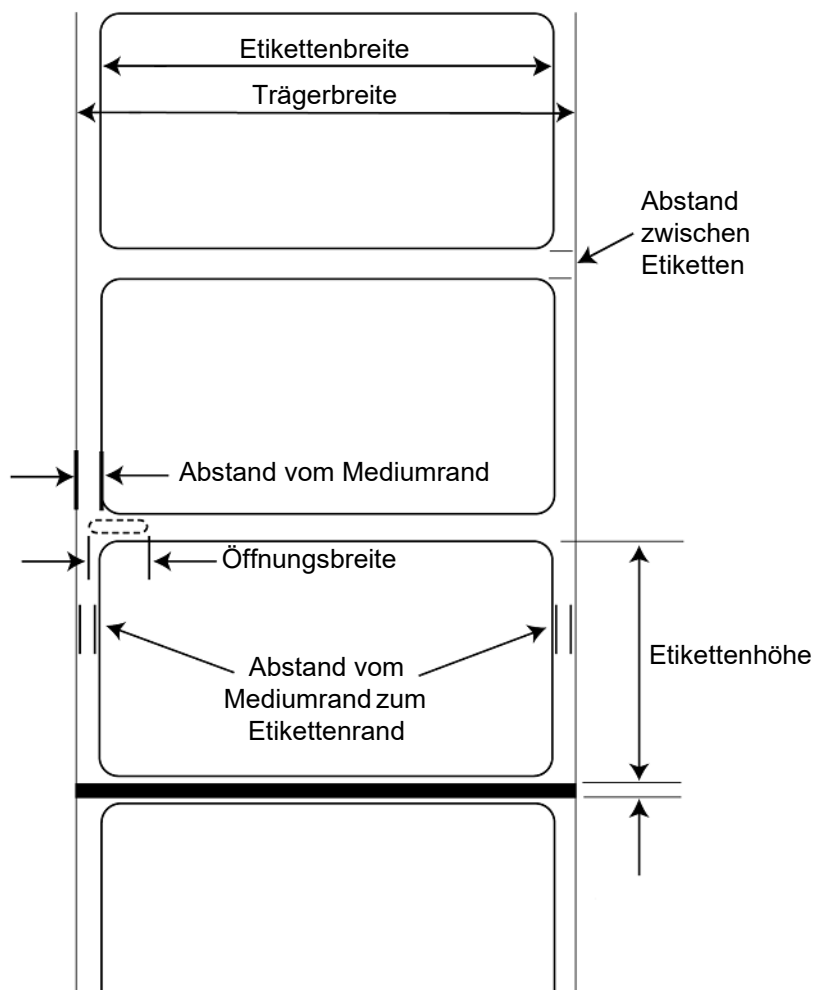 Etikettenbreite
Trägerbreite
Abstand
zwischen
Etiketten
Abstand vom Mediumrand
Öffnungsbreite
Etikettenhöhe
Abstand vom
Mediumrand zum
Etikettenrand